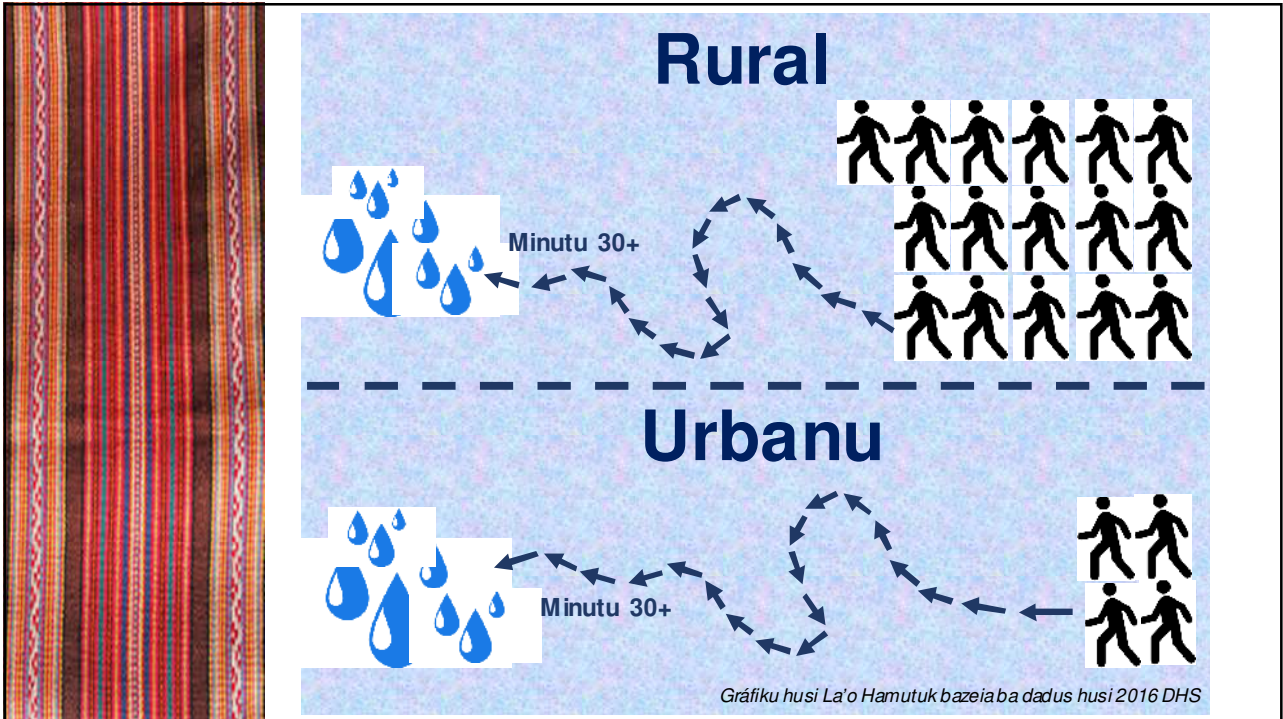 Rural
Minutu 30+
Urbanu
Minutu 30+
Gráfiku husi La’o Hamutuk bazeia ba dadus husi 2016 DHS